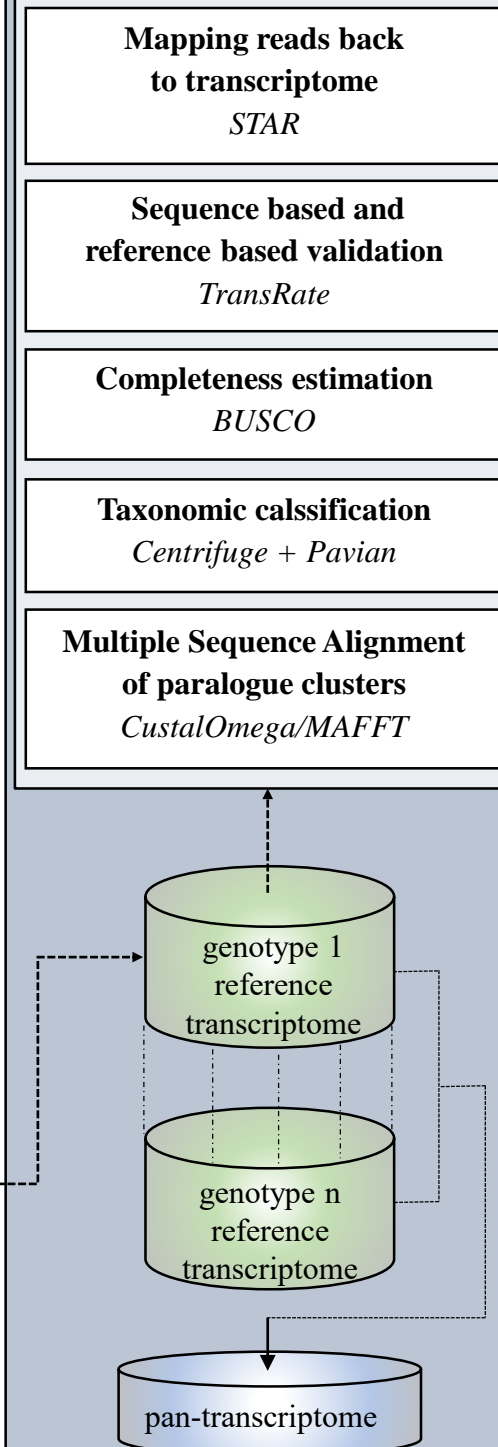 Mapping reads back
to transcriptome
STAR
Sequence based and
reference based validation
TransRate
Completeness estimation
BUSCO
Taxonomic calssification
Centrifuge + Pavian
Multiple Sequence Alignment
of paralogue clusters
CustalOmega/MAFFT
genotype 1
reference
transcriptome
genotype n
reference
transcriptome
pan-transcriptome